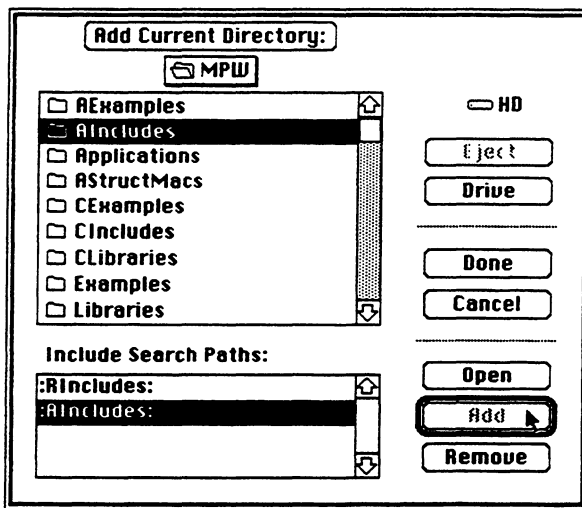 Add Current Directory:
MPW
AExamples
AIncludes
Applications
AStructMacs
CExamples
CIncludes
CLibraries
Examples
Libraries
HD
Eject
Drive
Done
Cancel
Include Search Paths:
:RIncludes:
:AIncludes:
Open
Add
Remove